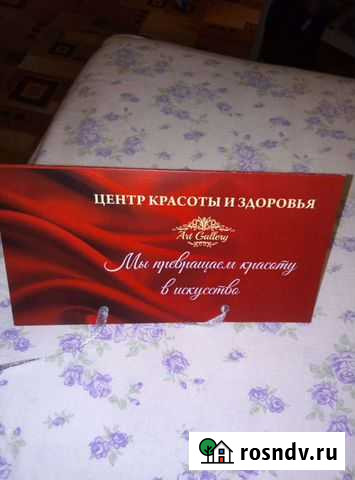 ЦЕНТР КРАСОТЫ И ЗДОРОВЬЯ
Art Gallery
Мы превращаем красоту
в искусство
rosndv.ru